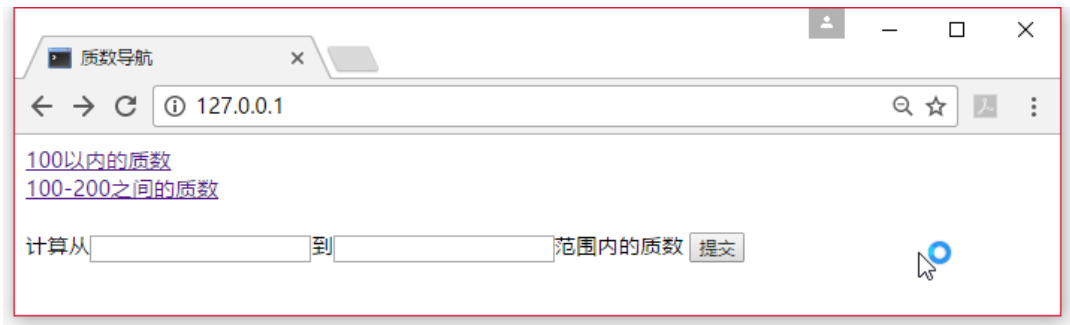 质数导航
127.0.0.1
100以内的质数
100-200之间的质数
计算从 到 范围内的质数 提交